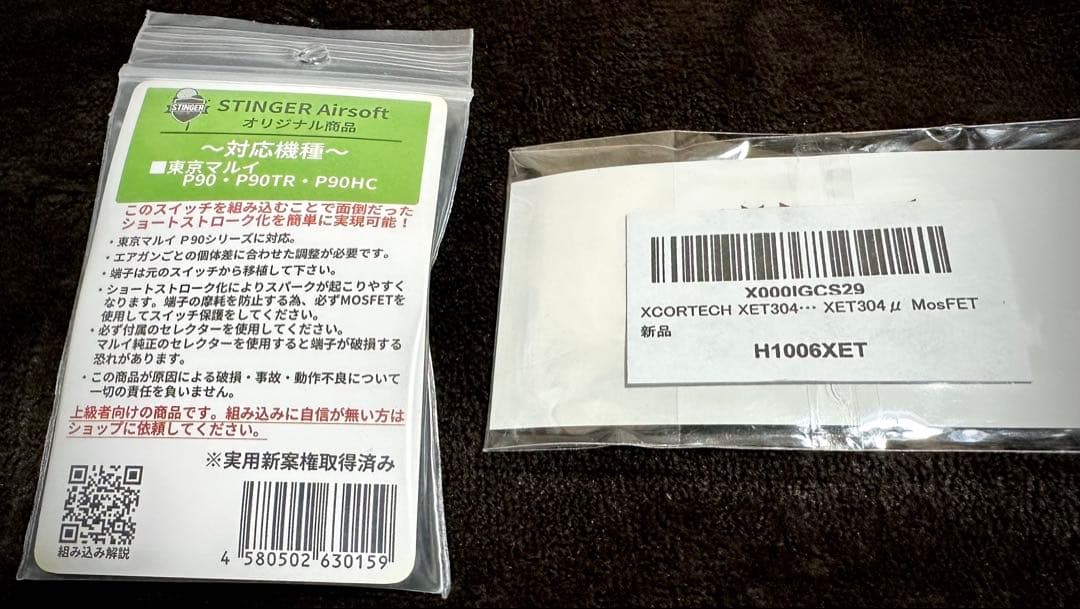 STINGER
STINGER Airsoft
オリジナル商品
～対応機種～
■東京マルイ
P90・P90TR・P90HC
このスイッチを組み込むことで面倒だった
ショートストローク化を簡単に実現可能！
・東京マルイ P90シリーズに対応。
・エアガンごとの個体差に合わせた調整が必要です。
・端子は元のスイッチから移植して下さい。
・ショートストローク化によりスパークが起こりやすく
なります。端子の摩耗を防止する為、必ずMOSFETを
使用してスイッチ保護をしてください。
・必ず付属のセレクターを使用してください。
マルイ純正のセレクターを使用すると端子が破損する
恐れがあります。
・この商品が原因による破損・事故・動作不良について
一切の責任を負いません。
上級者向けの商品です。組み込みに自信が無い方は
ショップに依頼してください。
※実用新案権取得済み
組み込み解説
4 580502 630159
X000IGCS29
XCORTECH XET304… XET304μ MosFET
新品
H1006XET